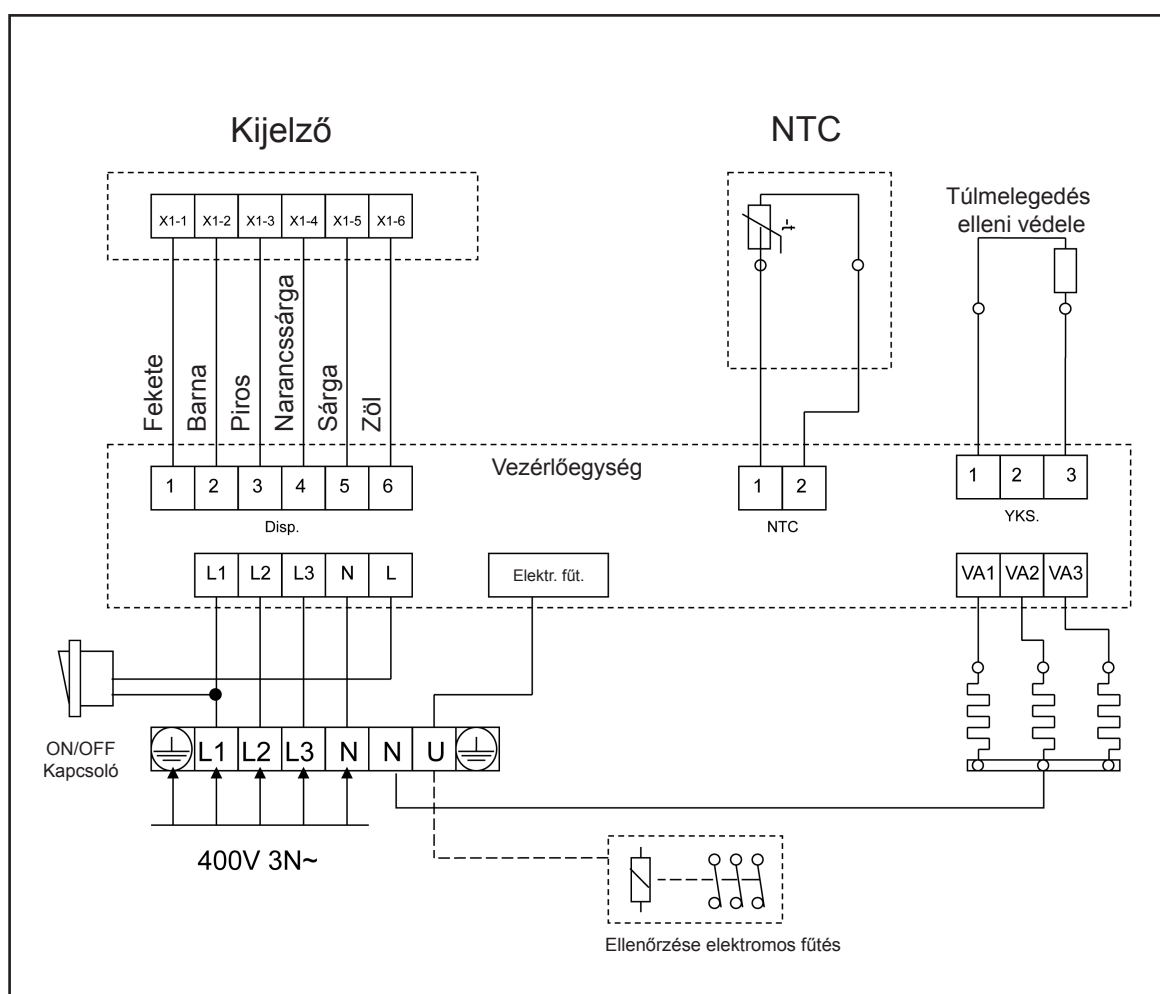 Kijelző
NTC
X1-1 X1-2 X1-3 X1-4 X1-5 X1-6
-t
Túlmelegedés
elleni védele
Fekete
Barna
Piros
Narancssárga
Sárga
Zöl
Vezérlőegység
1 2 3 4 5 6
Disp.
1 2
NTC
1 2 3
YKS.
L1 L2 L3 N L
Elektr. fűt.
VA1 VA2 VA3
ON/OFF
Kapcsoló
L1 L2 L3 N N U
400V 3N~
Ellenőrzése elektromos fűtés